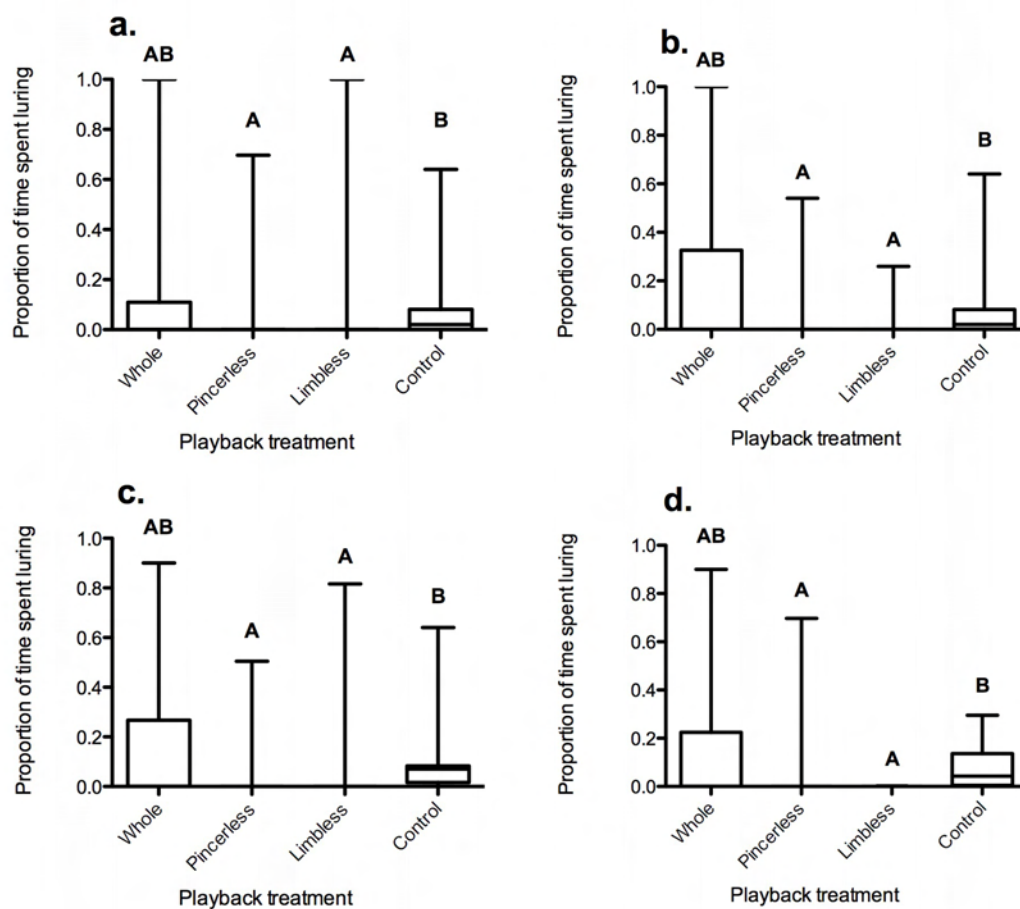 a.
AB
A
A
B
1.0
0.8
0.6
0.4
0.2
0.0
Proportion of time spent luring
Whole
Pincerless
Limbless
Control
Playback treatment
b.
AB
A
A
B
1.0
0.8
0.6
0.4
0.2
0.0
Proportion of time spent luring
Whole
Pincerless
Limbless
Control
Playback treatment
c.
AB
A
A
B
1.0
0.8
0.6
0.4
0.2
0.0
Proportion of time spent luring
Whole
Pincerless
Limbless
Control
Playback treatment
d.
AB
A
A
B
1.0
0.8
0.6
0.4
0.2
0.0
Proportion of time spent luring
Whole
Pincerless
Limbless
Control
Playback treatment